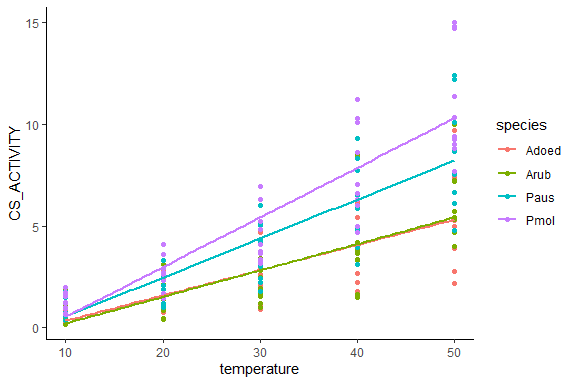 15
10
5
0
CS_ACTIVITY
10
20
30
40
50
temperature
species
Adoed
Arub
Paus
Pmol